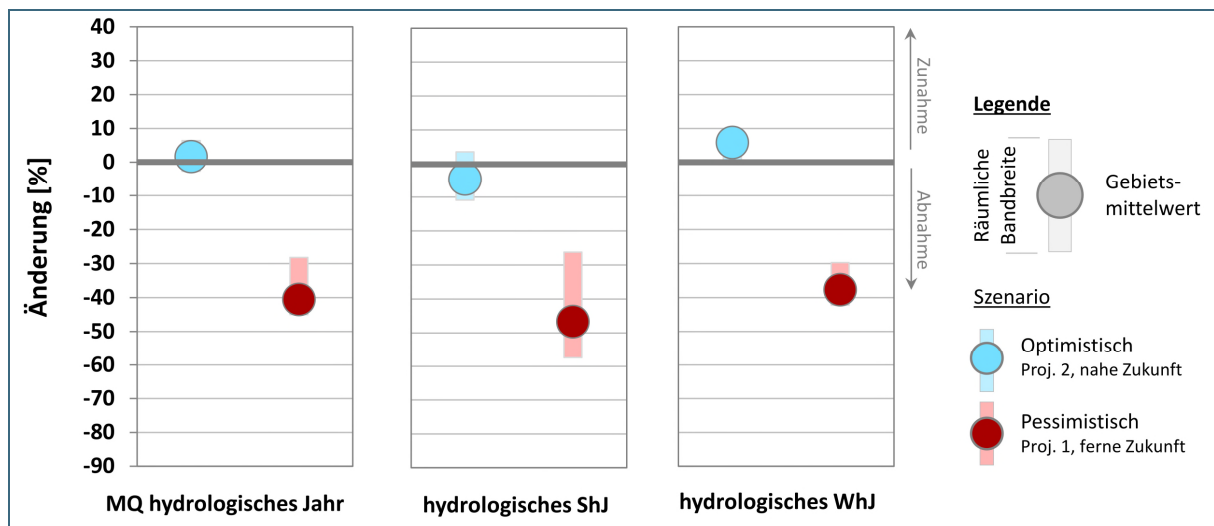 40
30
20
10
0
-10
-20
-30
-40
-50
-60
-70
-80
-90
Änderung [%]
MQ hydrologisches Jahr
hydrologisches ShJ
hydrologisches WhJ
Zunahme
Abnahme
Legende
Räumliche
Bandbreite
Gebiets-
mittelwert
Szenario
Optimistisch
Proj. 2, nahe Zukunft
Pessimistisch
Proj. 1, ferne Zukunft